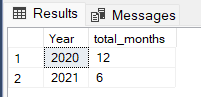 Results Messages
Year total_months
1 2020 12
2 2021 6